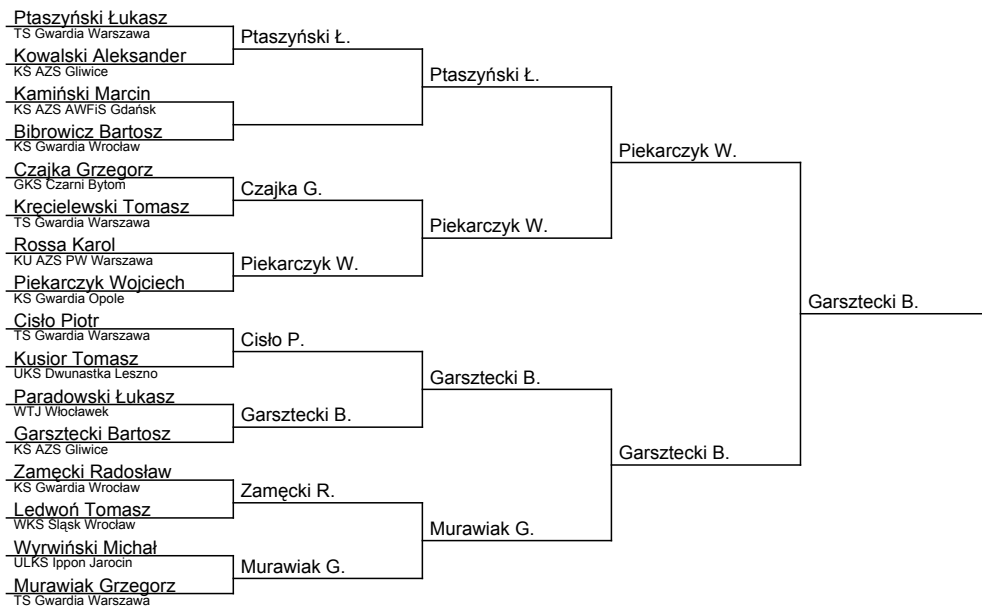 Ptaszyński Łukasz
TS Gwardia Warszawa
Kowalski Aleksander
KŚ AZS Gliwice
Kamiński Marcin
KS AZS AWFiS Gdańsk
Bibrowicz Bartosz
KS Gwardia Wrocław
Czajka Grzegorz
GKS Czarni Bytom
Kręcielewski Tomasz
TS Gwardia Warszawa
Rossa Karol
KU AZS PW Warszawa
Piekarczyk Wojciech
KS Gwardia Opole
Cisło Piotr
TS Gwardia Warszawa
Kusior Tomasz
UKS Dwunastka Leszno
Paradowski Łukasz
WTJ Włocławek
Garsztecki Bartosz
KŚ AZS Gliwice
Zamęcki Radosław
KS Gwardia Wrocław
Ledwoń Tomasz
WKS Śląsk Wrocław
Wyrwiński Michał
ULKS Ippon Jarocin
Murawiak Grzegorz
TS Gwardia Warszawa
Ptaszyński Ł.
Czajka G.
Piekarczyk W.
Cisło P.
Garsztecki B.
Zamęcki R.
Murawiak G.
Ptaszyński Ł.
Piekarczyk W.
Garsztecki B.
Murawiak G.
Piekarczyk W.
Garsztecki B.
Garsztecki B.